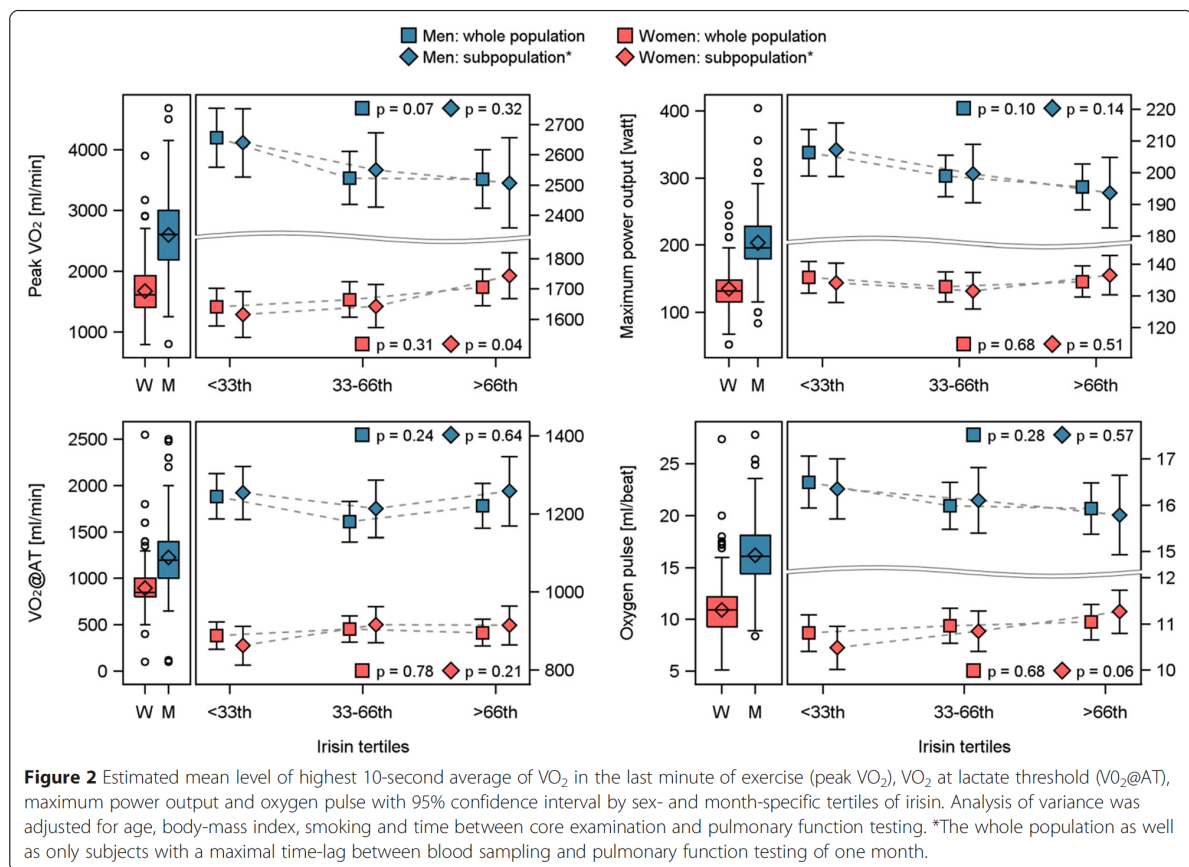 Men: whole population
Women: whole population
Men: subpopulation*
Women: subpopulation*
Peak VO₂ [ml/min]
4000
3000
2000
1000
p = 0.07
p = 0.32
2700
2600
2500
2400
1800
1700
1600
p = 0.31
p = 0.04
W
M
<33th
33-66th
>66th
Maximum power output [watt]
400
300
200
100
p = 0.10
p = 0.14
220
210
200
190
180
140
130
120
p = 0.68
p = 0.51
W
M
<33th
33-66th
>66th
VO₂@AT [ml/min]
2500
2000
1500
1000
500
0
p = 0.24
p = 0.64
1400
1200
1000
800
p = 0.78
p = 0.21
W
M
<33th
33-66th
>66th
Irisin tertiles
Oxygen pulse [ml/beat]
25
20
15
10
5
p = 0.28
p = 0.57
17
16
15
12
11
10
p = 0.68
p = 0.06
W
M
<33th
33-66th
>66th
Irisin tertiles
Figure 2 Estimated mean level of highest 10-second average of VO₂ in the last minute of exercise (peak VO₂), VO₂ at lactate threshold (V0₂@AT),
maximum power output and oxygen pulse with 95% confidence interval by sex- and month-specific tertiles of irisin. Analysis of variance was
adjusted for age, body-mass index, smoking and time between core examination and pulmonary function testing. *The whole population as well
as only subjects with a maximal time-lag between blood sampling and pulmonary function testing of one month.